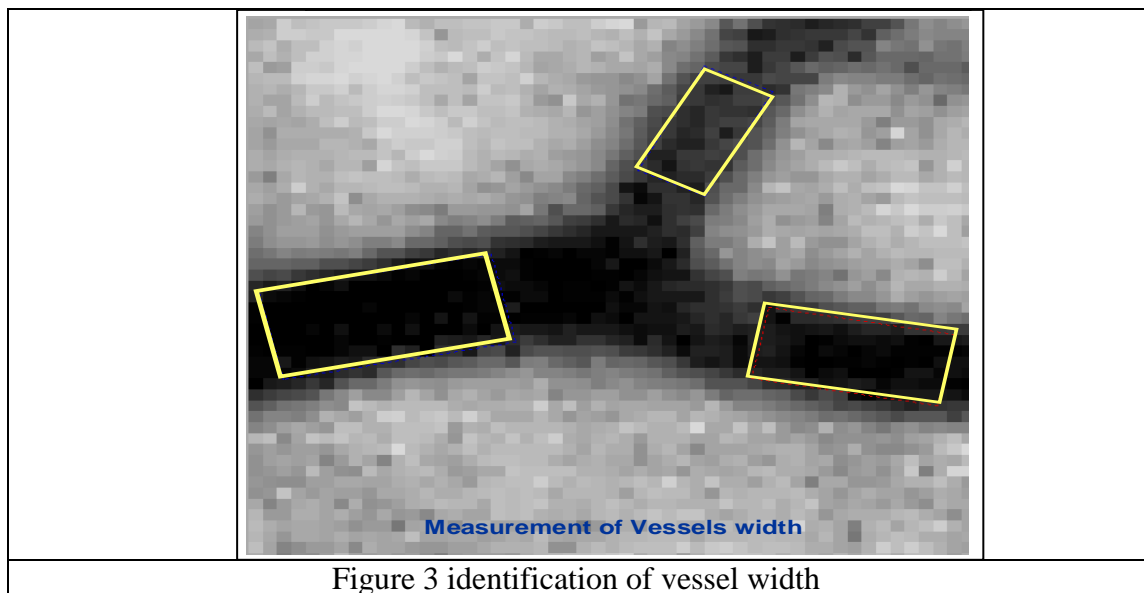 Measurement of Vessels width
Figure 3 identification of vessel width